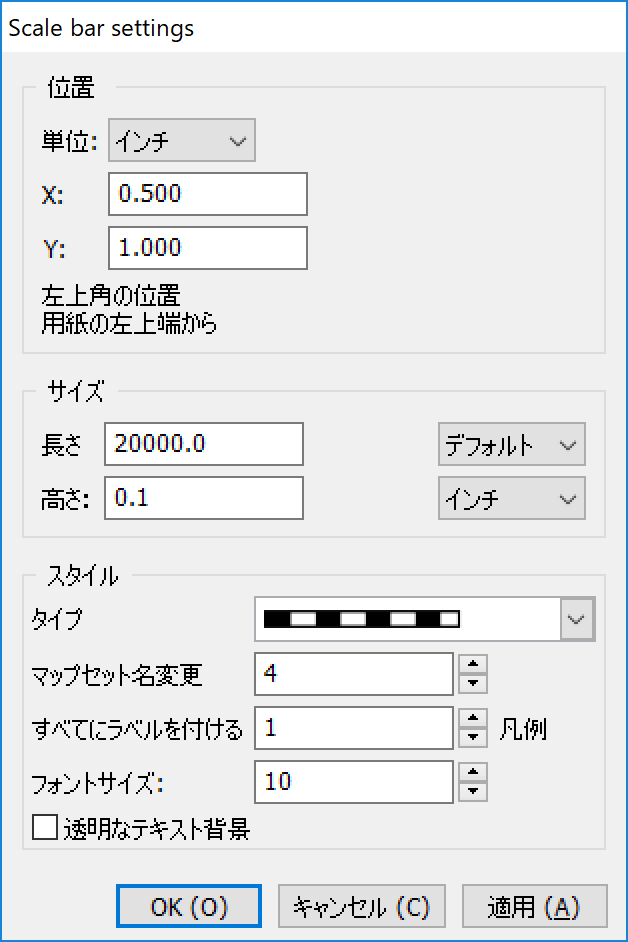 Scale bar settings
位置
単位: インチ
X: 0.500
Y: 1.000
左上角の位置
用紙の左上端から
サイズ
長さ 20000.0 デフォルト
高さ: 0.1 インチ
スタイル
タイプ
マップセット名変更 4
すべてにラベルを付ける 1 凡例
フォントサイズ: 10
透明なテキスト背景
OK (O) キャンセル (C) 適用 (A)